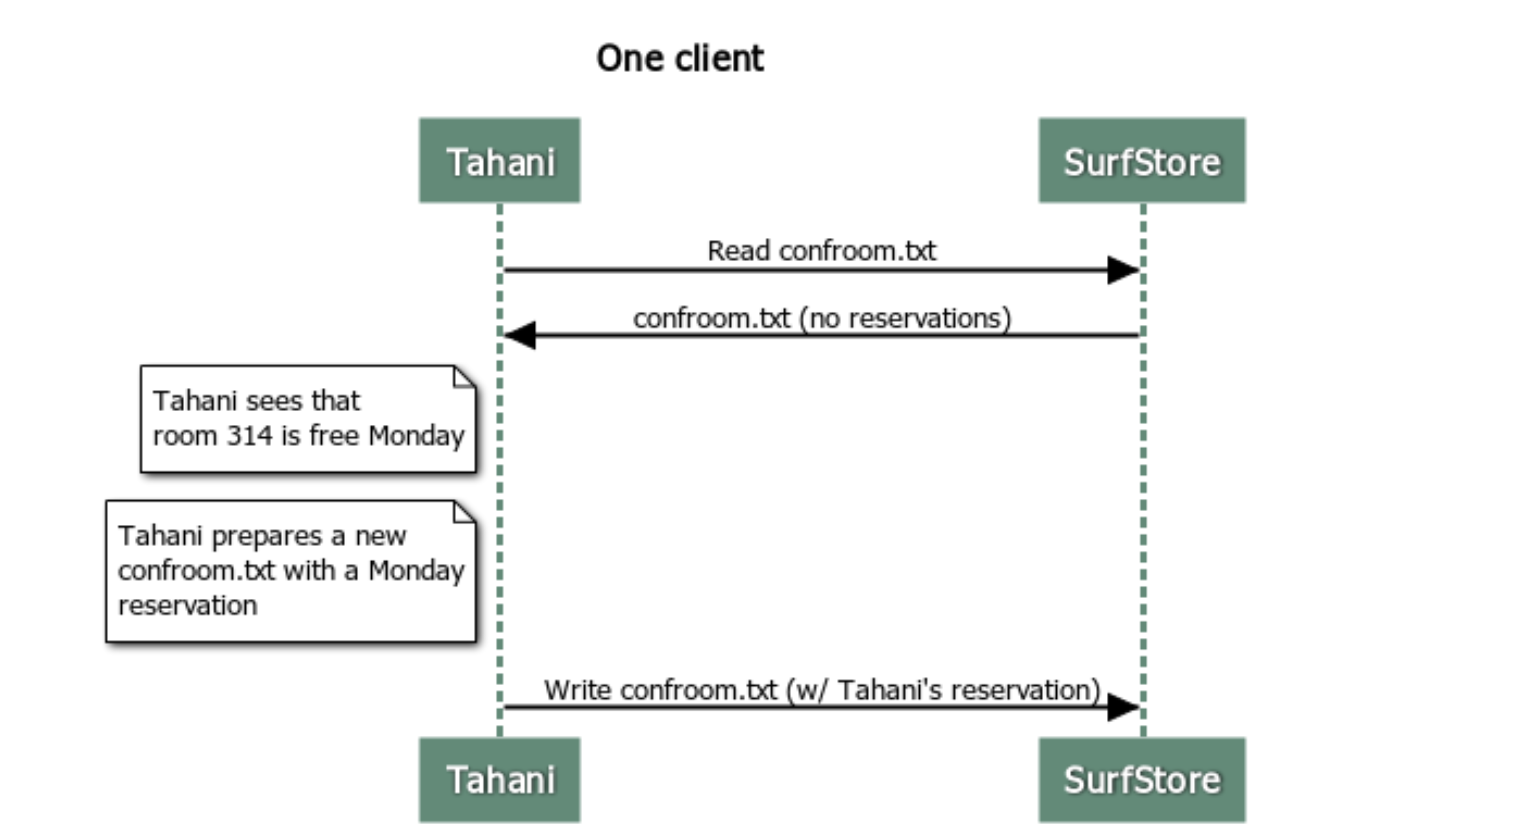 One client
Tahani
SurfStore
Read confroom.txt
confroom.txt (no reservations)
Tahani sees that
room 314 is free Monday
Tahani prepares a new
confroom.txt with a Monday
reservation
Write confroom.txt (w/ Tahani's reservation)
Tahani
SurfStore